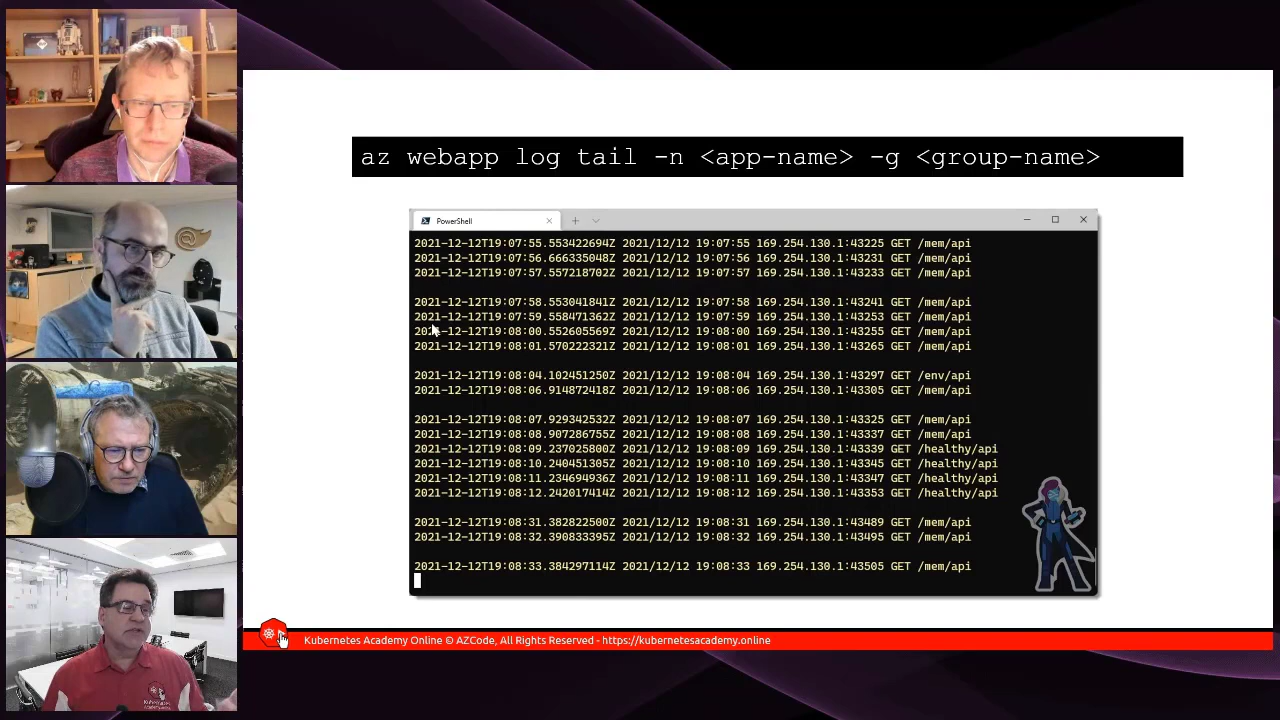 az webapp log tail -n <app-name> -g <group-name>
PowerShell
2021-12-12T19:07:55.553422694Z 2021/12/12 19:07:55 169.254.130.1:43225 GET /mem/api
2021-12-12T19:07:56.666335048Z 2021/12/12 19:07:56 169.254.130.1:43231 GET /mem/api
2021-12-12T19:07:57.557218702Z 2021/12/12 19:07:57 169.254.130.1:43233 GET /mem/api
2021-12-12T19:07:58.553041841Z 2021/12/12 19:07:58 169.254.130.1:43241 GET /mem/api
2021-12-12T19:07:59.558471362Z 2021/12/12 19:07:59 169.254.130.1:43253 GET /mem/api
2021-12-12T19:08:00.552605569Z 2021/12/12 19:08:00 169.254.130.1:43255 GET /mem/api
2021-12-12T19:08:01.570222321Z 2021/12/12 19:08:01 169.254.130.1:43265 GET /mem/api
2021-12-12T19:08:04.102451250Z 2021/12/12 19:08:04 169.254.130.1:43297 GET /env/api
2021-12-12T19:08:06.914872418Z 2021/12/12 19:08:06 169.254.130.1:43305 GET /mem/api
2021-12-12T19:08:07.929342532Z 2021/12/12 19:08:07 169.254.130.1:43325 GET /mem/api
2021-12-12T19:08:08.907286755Z 2021/12/12 19:08:08 169.254.130.1:43337 GET /mem/api
2021-12-12T19:08:09.237025800Z 2021/12/12 19:08:09 169.254.130.1:43339 GET /healthy/api
2021-12-12T19:08:10.240451305Z 2021/12/12 19:08:10 169.254.130.1:43345 GET /healthy/api
2021-12-12T19:08:11.234694936Z 2021/12/12 19:08:11 169.254.130.1:43347 GET /healthy/api
2021-12-12T19:08:12.242017414Z 2021/12/12 19:08:12 169.254.130.1:43353 GET /healthy/api
2021-12-12T19:08:31.382822500Z 2021/12/12 19:08:31 169.254.130.1:43489 GET /mem/api
2021-12-12T19:08:32.390833395Z 2021/12/12 19:08:32 169.254.130.1:43495 GET /mem/api
2021-12-12T19:08:33.384297114Z 2021/12/12 19:08:33 169.254.130.1:43505 GET /mem/api
Kubernetes Academy Online © AZCode, All Rights Reserved - https://kubernetesacademy.online
Kubernetes